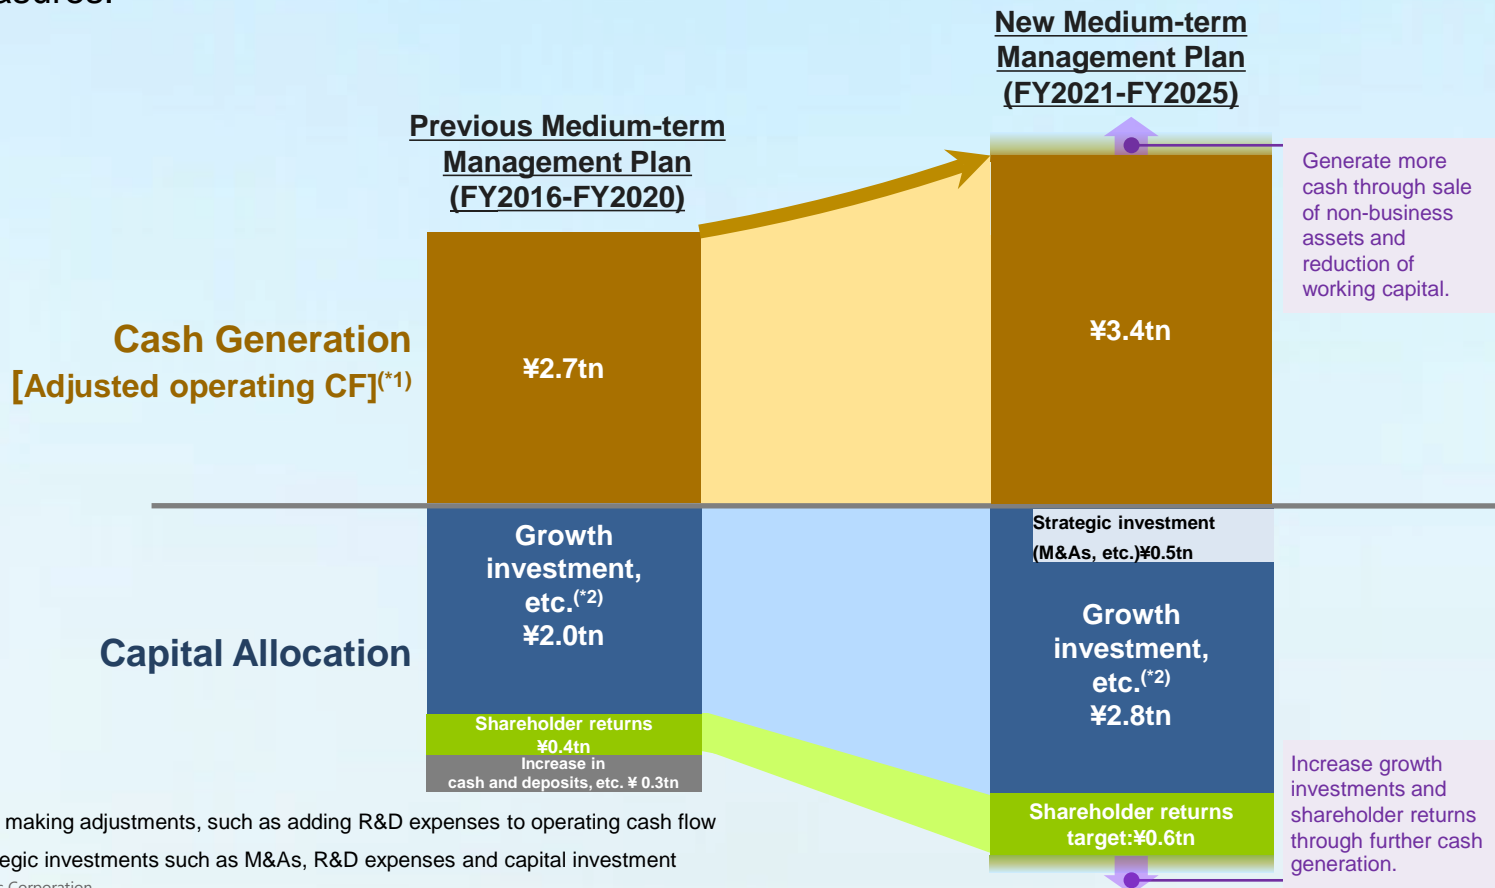 New Medium-term
Management Plan
(FY2021-FY2025)
Previous Medium-term
Management Plan
(FY2016-FY2020)
Generate more
cash through sale
of non-business
assets and
reduction of
working capital.
Cash Generation
[Adjusted operating CF](*1)
¥2.7tn
¥3.4tn
Capital Allocation
Growth
investment,
etc.(*2)
¥2.0tn
Shareholder returns
¥0.4tn
Increase in
cash and deposits, etc. ¥ 0.3tn
Strategic investment
(M&As, etc.)¥0.5tn
Growth
investment,
etc.(*2)
¥2.8tn
Shareholder returns
target:¥0.6tn
Increase growth
investments and
shareholder returns
through further cash
generation.
making adjustments, such as adding R&D expenses to operating cash flow
investments such as M&As, R&D expenses and capital investment
Corporation